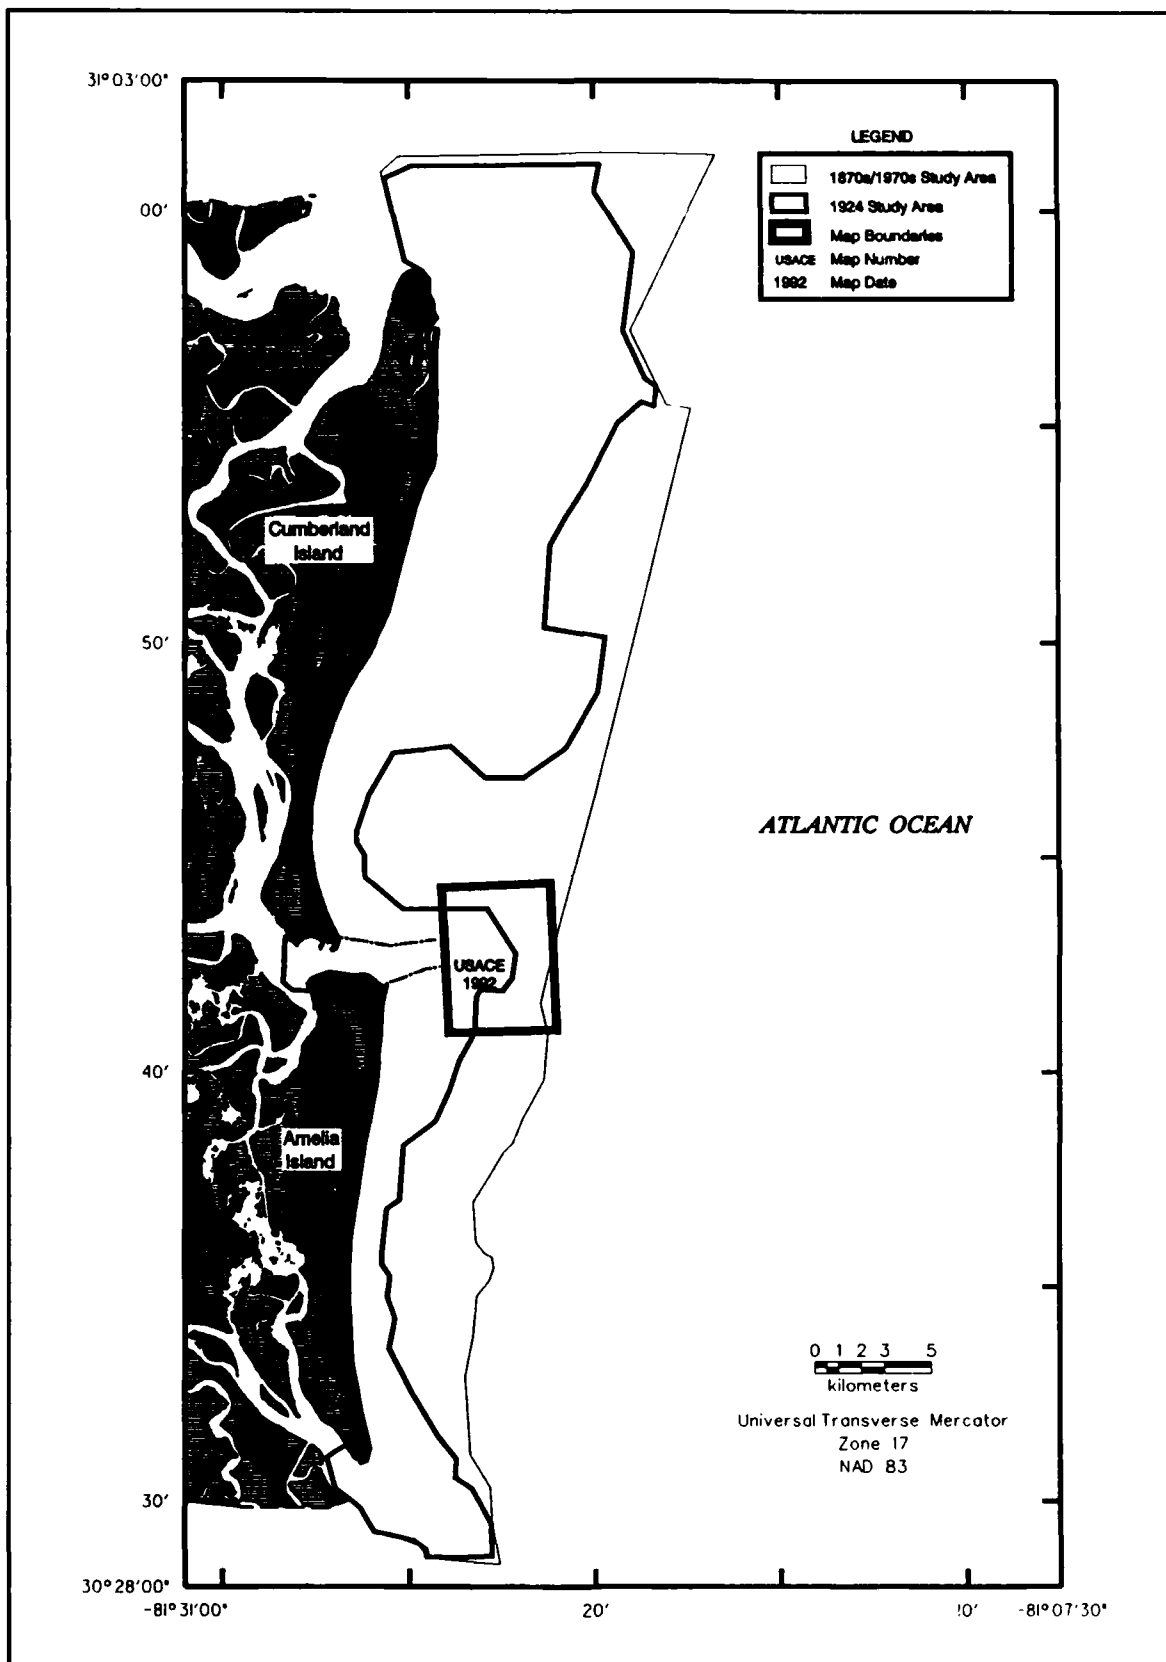 31°03'00"
LEGEND
1870s/1970s Study Area
1924 Study Area
Map Boundaries
USACE Map Number
1992 Map Date
00'
Cumberland
Island
50'
ATLANTIC OCEAN
USACE
1992
40'
Amelia
Island
0 1 2 3 5
kilometers
Universal Transverse Mercator
Zone 17
NAD 83
30'
30°28'00"
-81°31'00" 20' 10' -81°07'30"